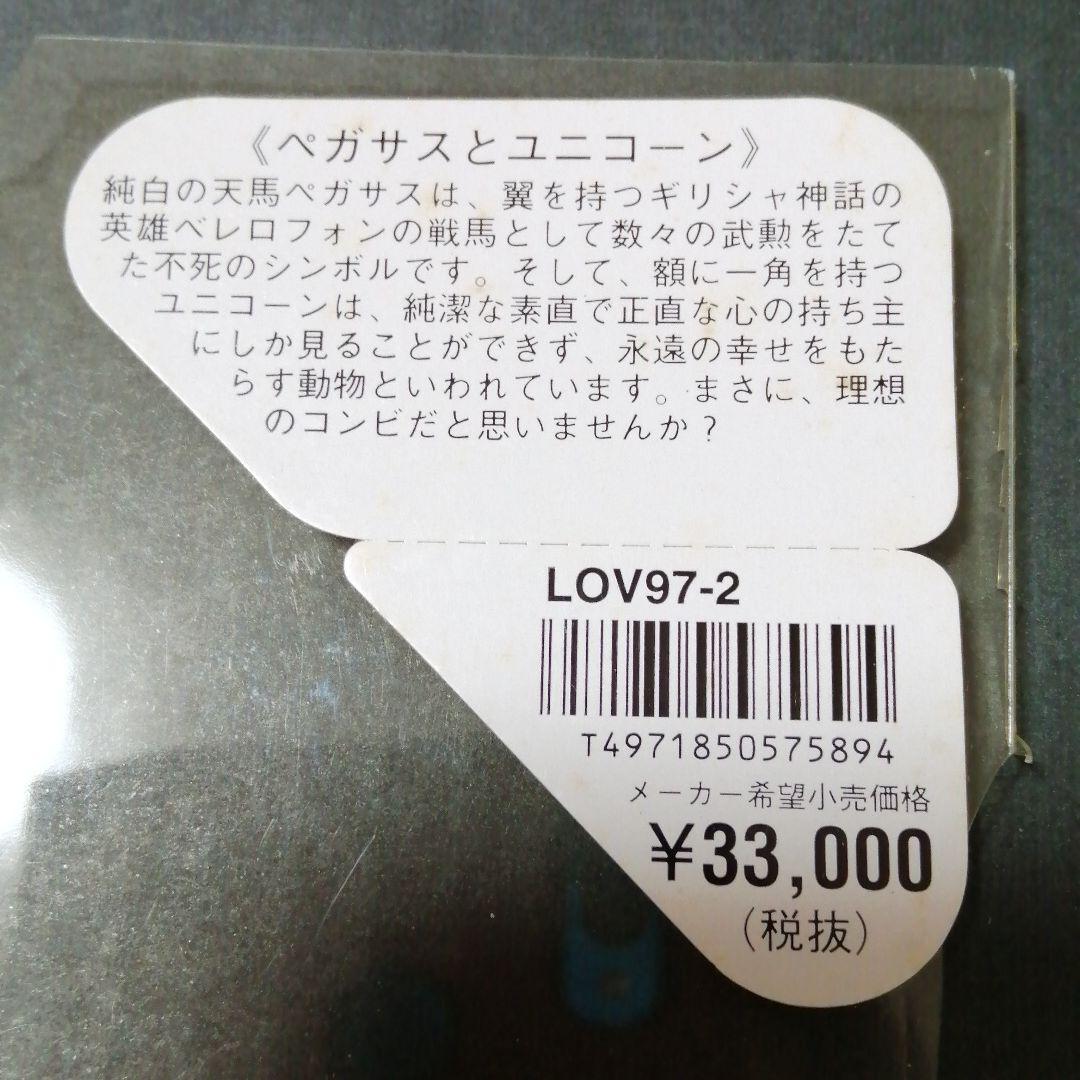 《ペガサスとユニコーン》
純白の天馬ペガサスは、翼を持つギリシャ神話の
英雄ベレロフォンの戦馬として数々の武勲をたて
た不死のシンボルです。そして、額に一角を持つ
ユニコーンは、純潔な素直で正直な心の持ち主
にしか見ることができず、永遠の幸せをもた
らす動物といわれています。まさに、理想
のコンビだと思いませんか？
LOV97-2
T4971850575894
メーカー希望小売価格
¥33,000
(税抜)